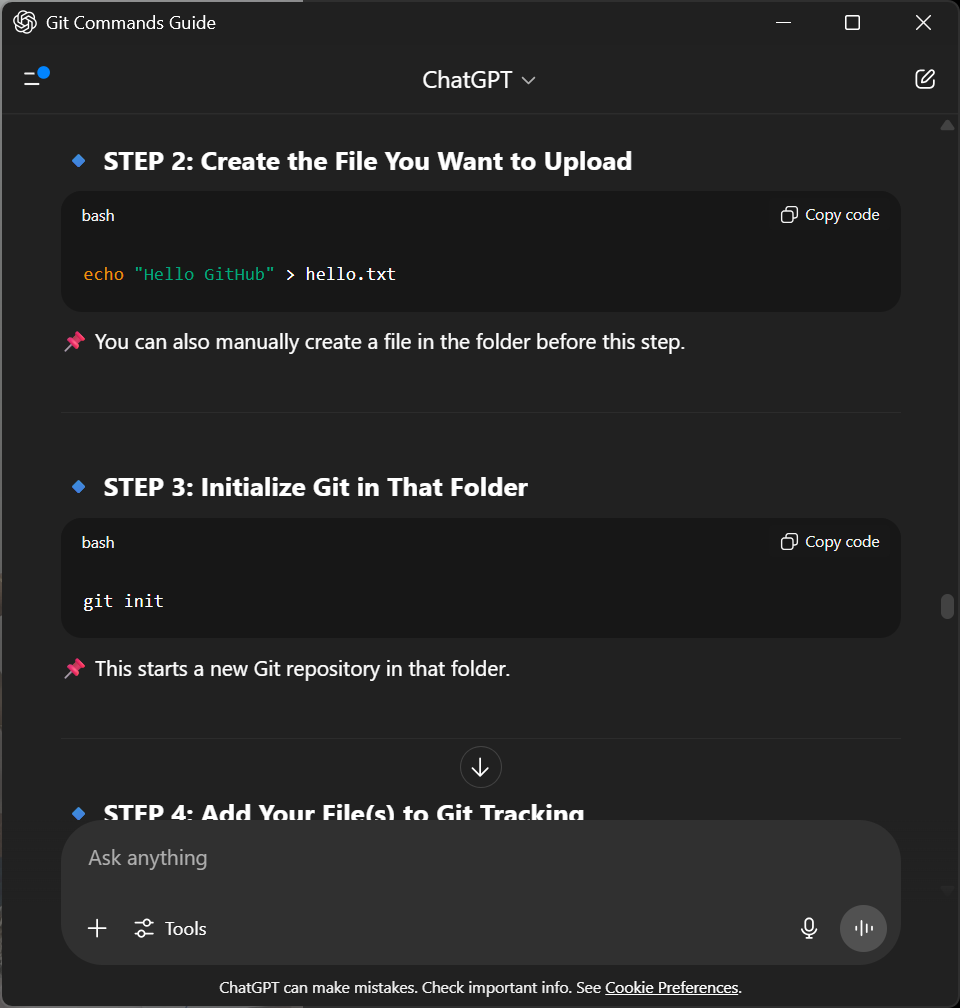 Git Commands Guide
ChatGPT
STEP 2: Create the File You Want to Upload
bash
Copy code
echo "Hello GitHub" > hello.txt
You can also manually create a file in the folder before this step.
STEP 3: Initialize Git in That Folder
bash
Copy code
git init
This starts a new Git repository in that folder.
STEP 4: Add Your File(s) to Git Tracking
Ask anything
Tools
ChatGPT can make mistakes. Check important info. See Cookie Preferences.